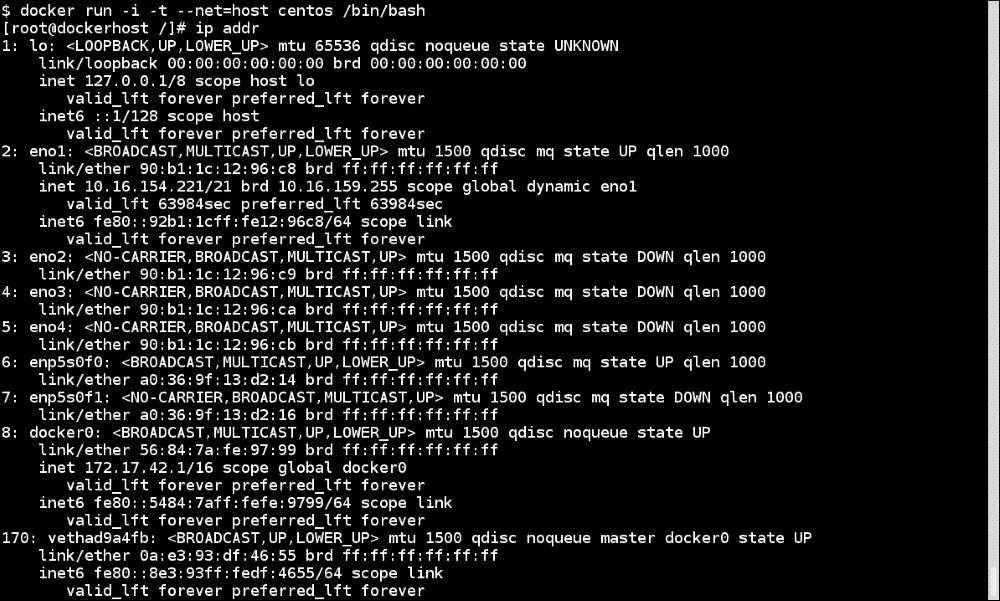 $ docker run -i -t --net=host centos /bin/bash
[root@dockerhost /]# ip addr
1: lo: <LOOPBACK,UP,LOWER_UP> mtu 65536 qdisc noqueue state UNKNOWN
    link/loopback 00:00:00:00:00:00 brd 00:00:00:00:00:00
    inet 127.0.0.1/8 scope host lo
       valid_lft forever preferred_lft forever
    inet6 ::1/128 scope host
       valid_lft forever preferred_lft forever
2: eno1: <BROADCAST,MULTICAST,UP,LOWER_UP> mtu 1500 qdisc mq state UP qlen 1000
    link/ether 90:b1:1c:12:96:c8 brd ff:ff:ff:ff:ff:ff
    inet 10.16.154.221/21 brd 10.16.159.255 scope global dynamic eno1
       valid_lft 63984sec preferred_lft 63984sec
    inet6 fe80::92b1:1cff:fe12:96c8/64 scope link
       valid_lft forever preferred_lft forever
3: eno2: <NO-CARRIER,BROADCAST,MULTICAST,UP> mtu 1500 qdisc mq state DOWN qlen 1000
    link/ether 90:b1:1c:12:96:c9 brd ff:ff:ff:ff:ff:ff
4: eno3: <NO-CARRIER,BROADCAST,MULTICAST,UP> mtu 1500 qdisc mq state DOWN qlen 1000
    link/ether 90:b1:1c:12:96:ca brd ff:ff:ff:ff:ff:ff
5: eno4: <NO-CARRIER,BROADCAST,MULTICAST,UP> mtu 1500 qdisc mq state DOWN qlen 1000
    link/ether 90:b1:1c:12:96:cb brd ff:ff:ff:ff:ff:ff
6: enp5s0f0: <BROADCAST,MULTICAST,UP,LOWER_UP> mtu 1500 qdisc mq state UP qlen 1000
    link/ether a0:36:9f:13:d2:14 brd ff:ff:ff:ff:ff:ff
7: enp5s0f1: <NO-CARRIER,BROADCAST,MULTICAST,UP> mtu 1500 qdisc mq state DOWN qlen 1000
    link/ether a0:36:9f:13:d2:16 brd ff:ff:ff:ff:ff:ff
8: docker0: <BROADCAST,MULTICAST,UP,LOWER_UP> mtu 1500 qdisc noqueue state UP
    link/ether 56:84:7a:fe:97:99 brd ff:ff:ff:ff:ff:ff
    inet 172.17.42.1/16 scope global docker0
       valid_lft forever preferred_lft forever
    inet6 fe80::5484:7aff:fefe:9799/64 scope link
       valid_lft forever preferred_lft forever
170: vethad9a4fb: <BROADCAST,UP,LOWER_UP> mtu 1500 qdisc noqueue master docker0 state UP
    link/ether 0a:e3:93:df:46:55 brd ff:ff:ff:ff:ff:ff
    inet6 fe80::8e3:93ff:fedf:4655/64 scope link
       valid_lft forever preferred_lft forever